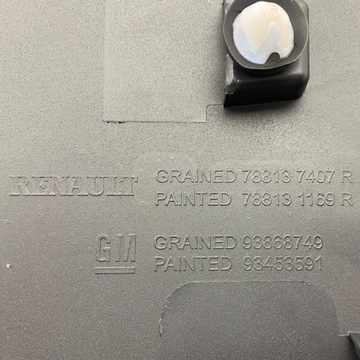 RENAULT GRAINED 78813 7407 R
PAINTED 78813 1169 R
GM GRAINED 93868749
PAINTED 93453591